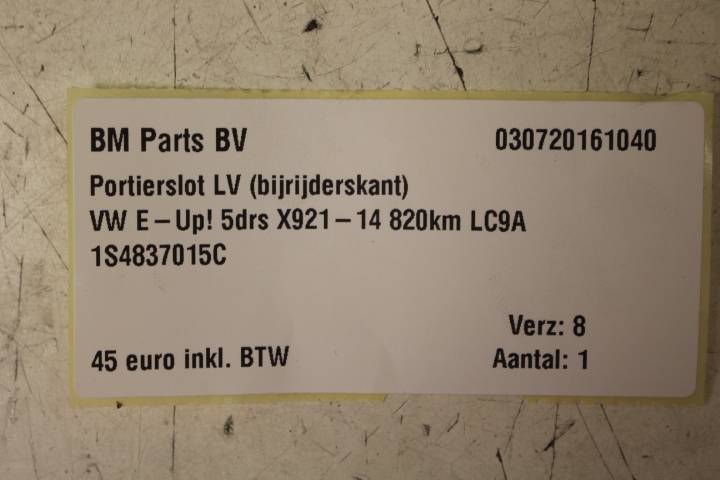 BM Parts BV 030720161040
Portierslot LV (bijrijderskant)
VW E-Up! 5drs X921-14 820km LC9A
1S4837015C
Verz: 8
45 euro inkl. BTW Aantal: 1